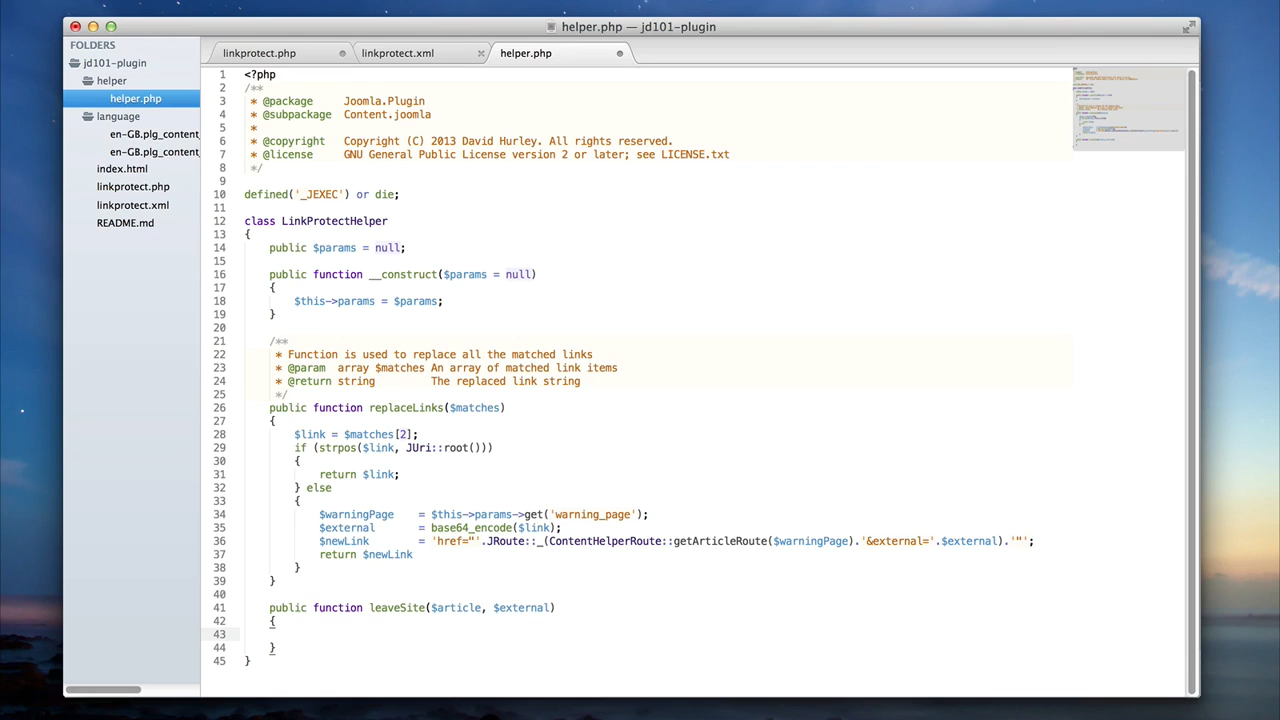 helper.php — jd101-plugin
FOLDERS
jd101-plugin
helper
helper.php
language
en-GB.plg_content_
en-GB.plg_content_
index.html
linkprotect.php
linkprotect.xml
README.md
linkprotect.php
linkprotect.xml
helper.php
1 <?php
2 /**
3 * @package Joomla.Plugin
4 * @subpackage Content.joomla
5 *
6 * @copyright Copyright (C) 2013 David Hurley. All rights reserved.
7 * @license GNU General Public License version 2 or later; see LICENSE.txt
8 */
9
10 defined('_JEXEC') or die;
11
12 class LinkProtectHelper
13 {
14 public $params = null;
15
16 public function __construct($params = null)
17 {
18 $this->params = $params;
19 }
20
21 /**
22 * Function is used to replace all the matched links
23 * @param array $matches An array of matched link items
24 * @return string The replaced link string
25 */
26 public function replaceLinks($matches)
27 {
28 $link = $matches[2];
29 if (strpos($link, JUri::root()))
30 {
31 return $link;
32 } else
33 {
34 $warningPage = $this->params->get('warning_page');
35 $external = base64_encode($link);
36 $newLink = 'href="'.JRoute::_(ContentHelperRoute::getArticleRoute($warningPage).'&external='.$external).'"';
37 return $newLink
38 }
39 }
40
41 public function leaveSite($article, $external)
42 {
43
44 }
45 }